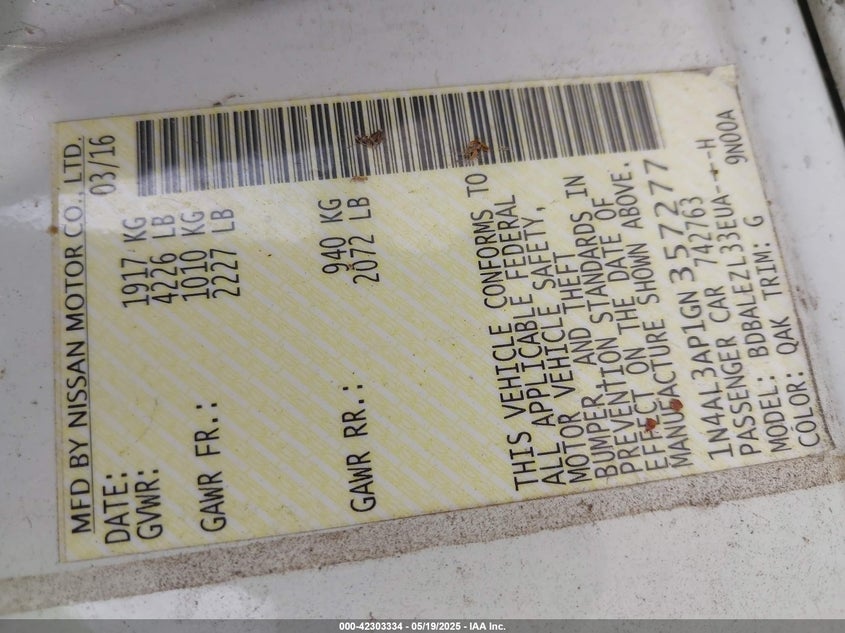 MFD BY NISSAN MOTOR CO., LTD.
DATE: 03/16
GVWR: 1917 KG
4226 LB
GAWR FR.: 1010 KG
2227 LB
GAWR RR.: 940 KG
2072 LB
THIS VEHICLE CONFORMS TO
ALL APPLICABLE FEDERAL
MOTOR VEHICLE SAFETY,
BUMPER AND THEFT
PREVENTION STANDARDS IN
EFFECT ON THE DATE OF
MANUFACTURE SHOWN ABOVE.
1N4AL3AP1GN357277
PASSENGER CAR 742763
MODEL: BDBALEZL33EUA----H
COLOR: QAK TRIM: G 9N00A
000-42303334 - 05/19/2025 - IAA Inc.